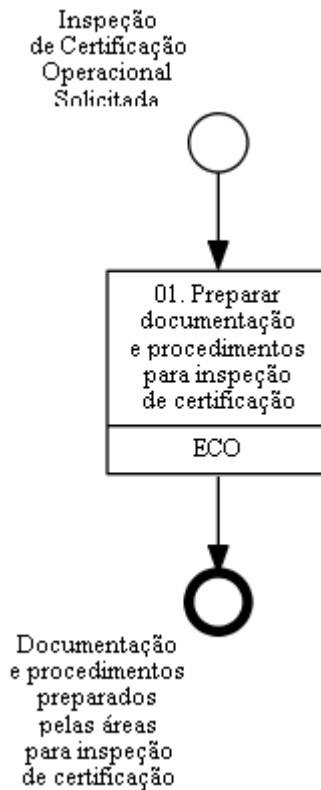 Inspeção
de Certificação
Operacional
Solicitada
01. Preparar
documentação
e procedimentos
para inspeção
de certificação
ECO
Documentação
e procedimentos
preparados
pelas áreas
para inspeção
de certificação